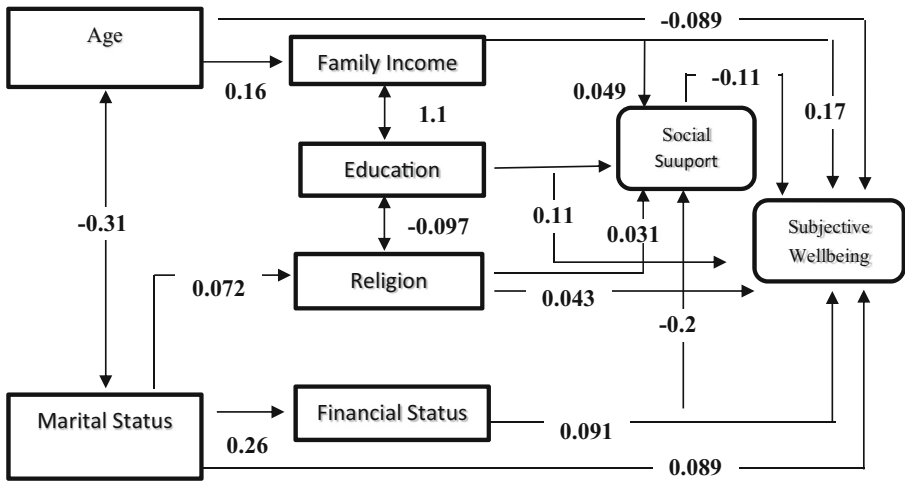 -0.089
Age
Family Income
0.16
0.049
-0.11
0.17
1.1
Social
Suuport
Education
-0.31
-0.097
0.11
0.031
Subjective
Wellbeing
0.072
Religion
0.043
-0.2
Marital Status
Financial Status
0.26
0.091
0.089